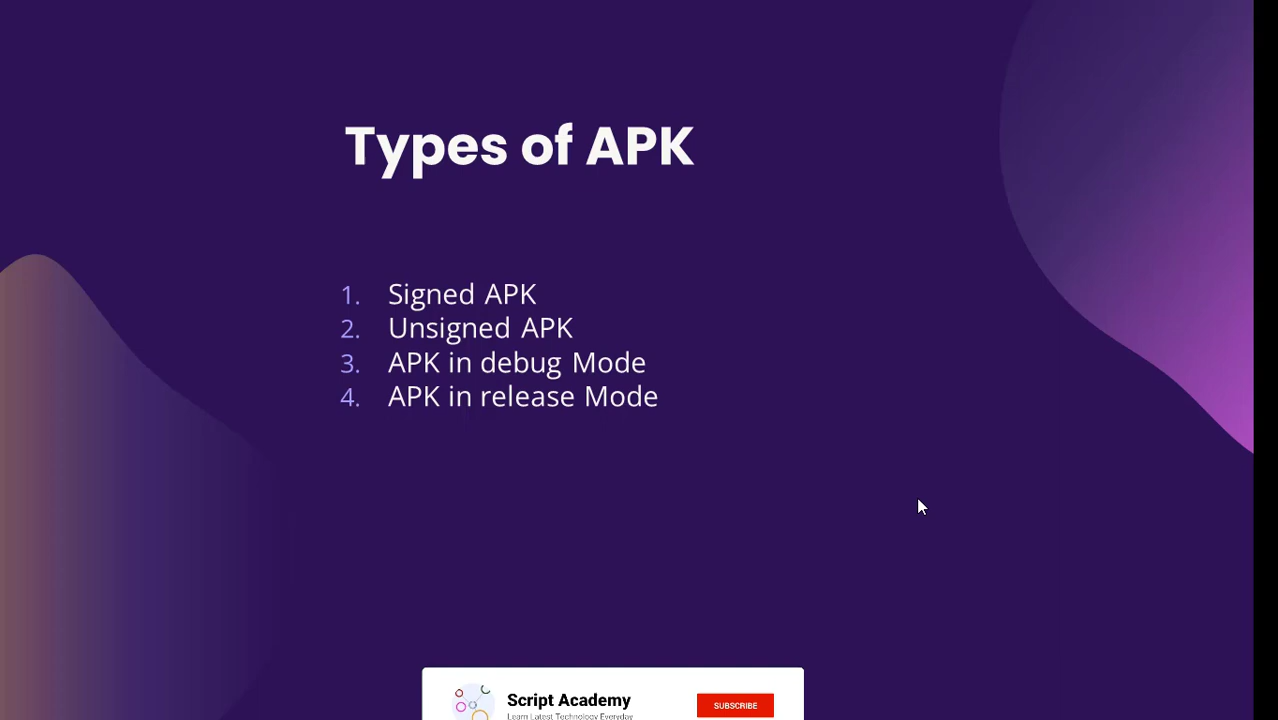 Types of APK
1. Signed APK
2. Unsigned APK
3. APK in debug Mode
4. APK in release Mode
Script Academy
SUBSCRIBE
Learn Latest Technology Everyday